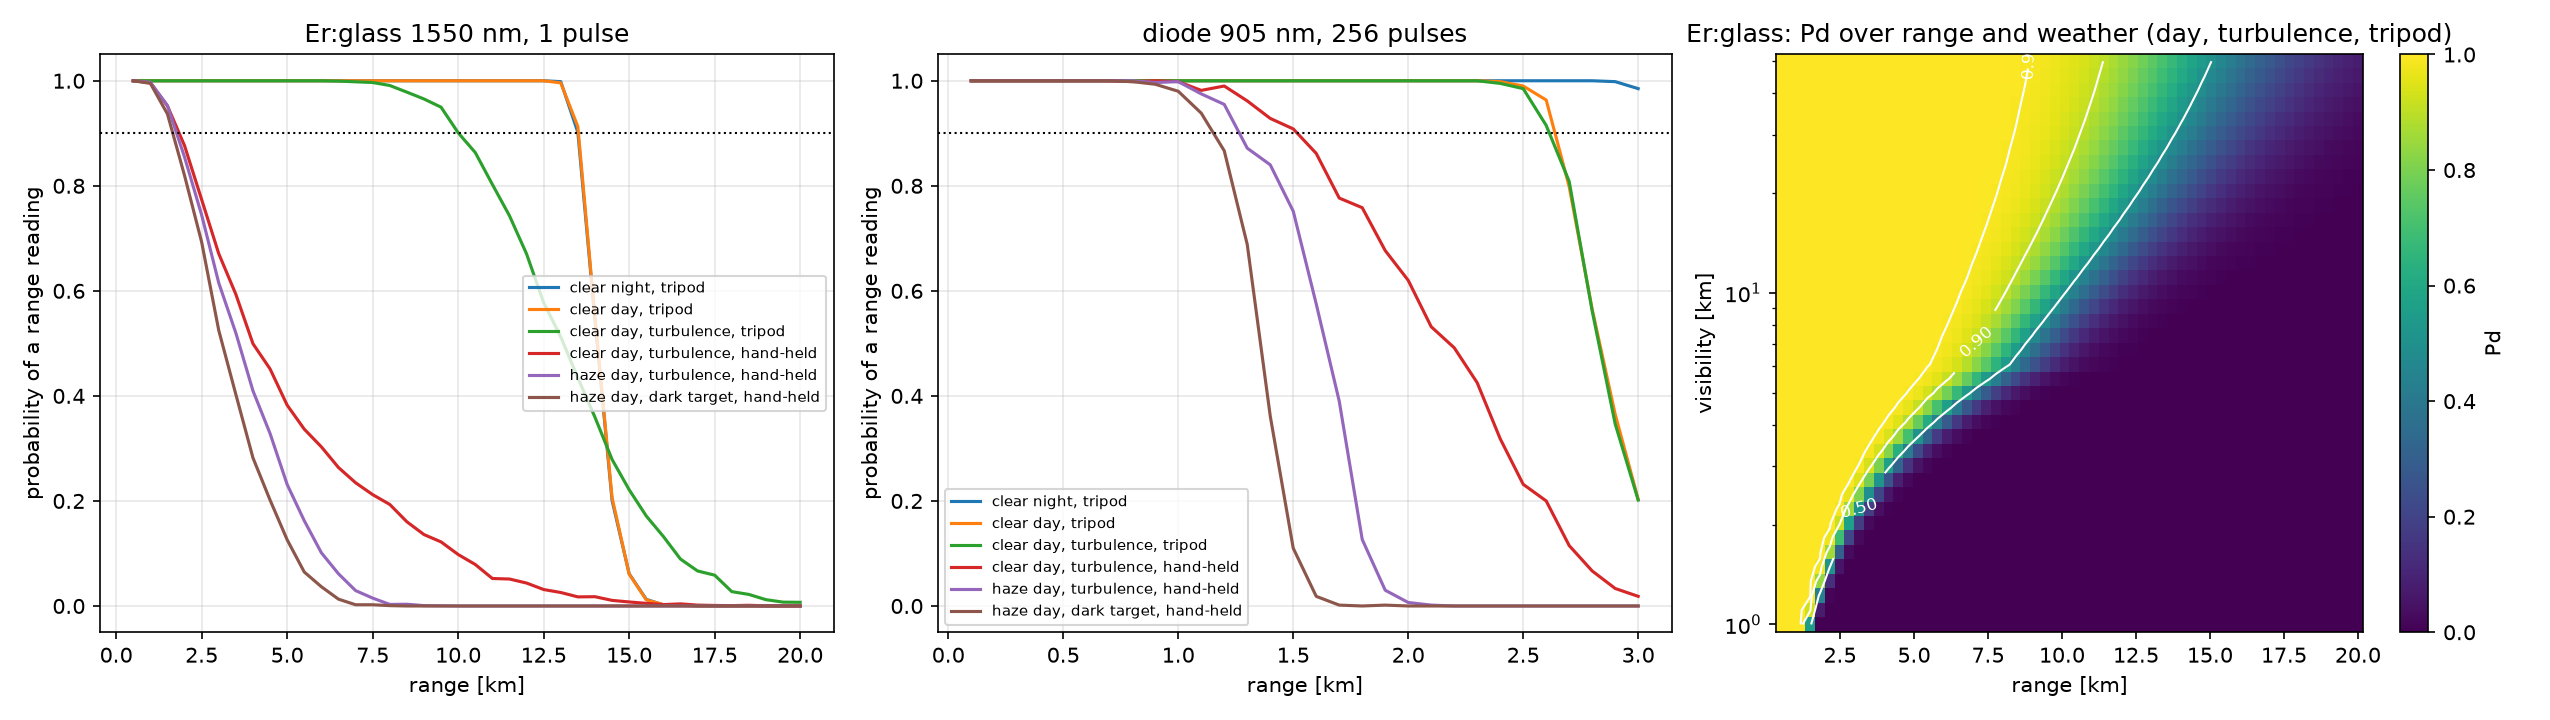 Er:glass 1550 nm, 1 pulse
probability of a range reading
1.0
0.8
0.6
0.4
0.2
0.0
clear night, tripod
clear day, tripod
clear day, turbulence, tripod
clear day, turbulence, hand-held
haze day, turbulence, hand-held
haze day, dark target, hand-held
0.0 2.5 5.0 7.5 10.0 12.5 15.0 17.5 20.0
range [km]
diode 905 nm, 256 pulses
probability of a range reading
1.0
0.8
0.6
0.4
0.2
0.0
clear night, tripod
clear day, tripod
clear day, turbulence, tripod
clear day, turbulence, hand-held
haze day, turbulence, hand-held
haze day, dark target, hand-held
0.0 0.5 1.0 1.5 2.0 2.5 3.0
range [km]
Er:glass: Pd over range and weather (day, turbulence, tripod)
visibility [km]
10¹
10⁰
0.90
0.50
2.5 5.0 7.5 10.0 12.5 15.0 17.5 20.0
range [km]
1.0
0.8
0.6
0.4
0.2
0.0
Pd